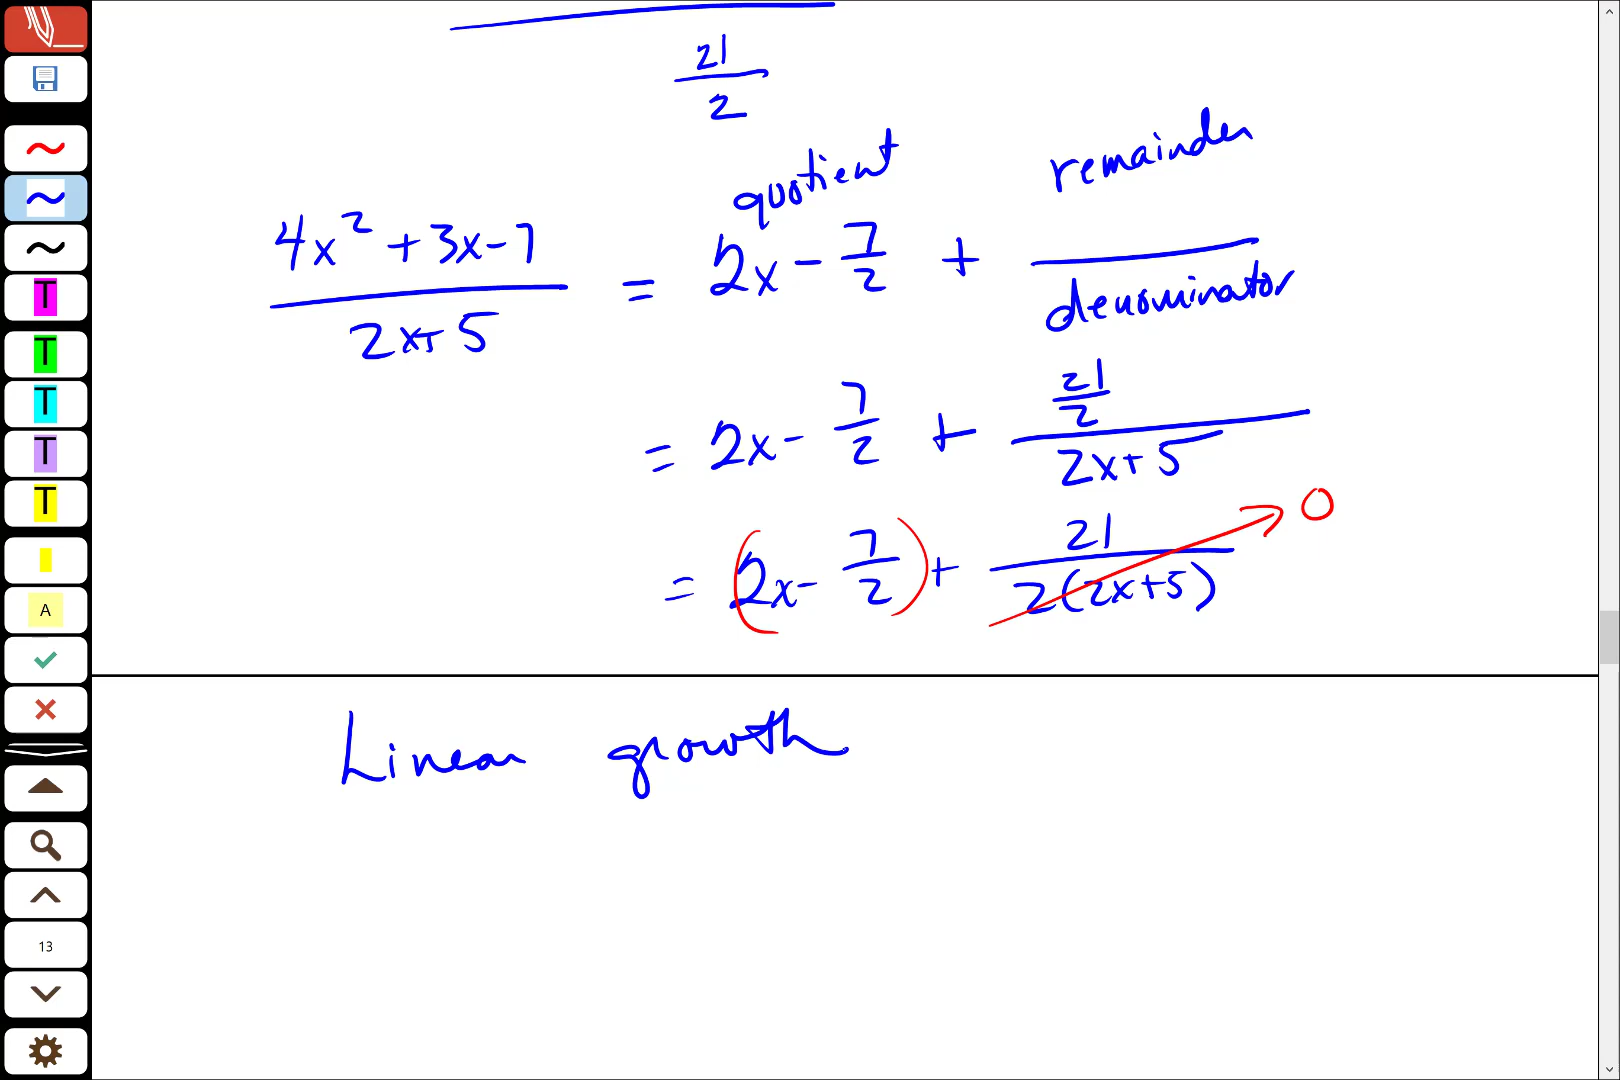 21/2
quotient remainder
(4x² + 3x - 7)/(2x + 5) = 2x - 7/2 + /denominator
= 2x - 7/2 + (21/2)/(2x + 5)
= (2x - 7/2) + 21/(2(2x + 5)) → 0
Linear growth
T
T
T
T
T
A
13